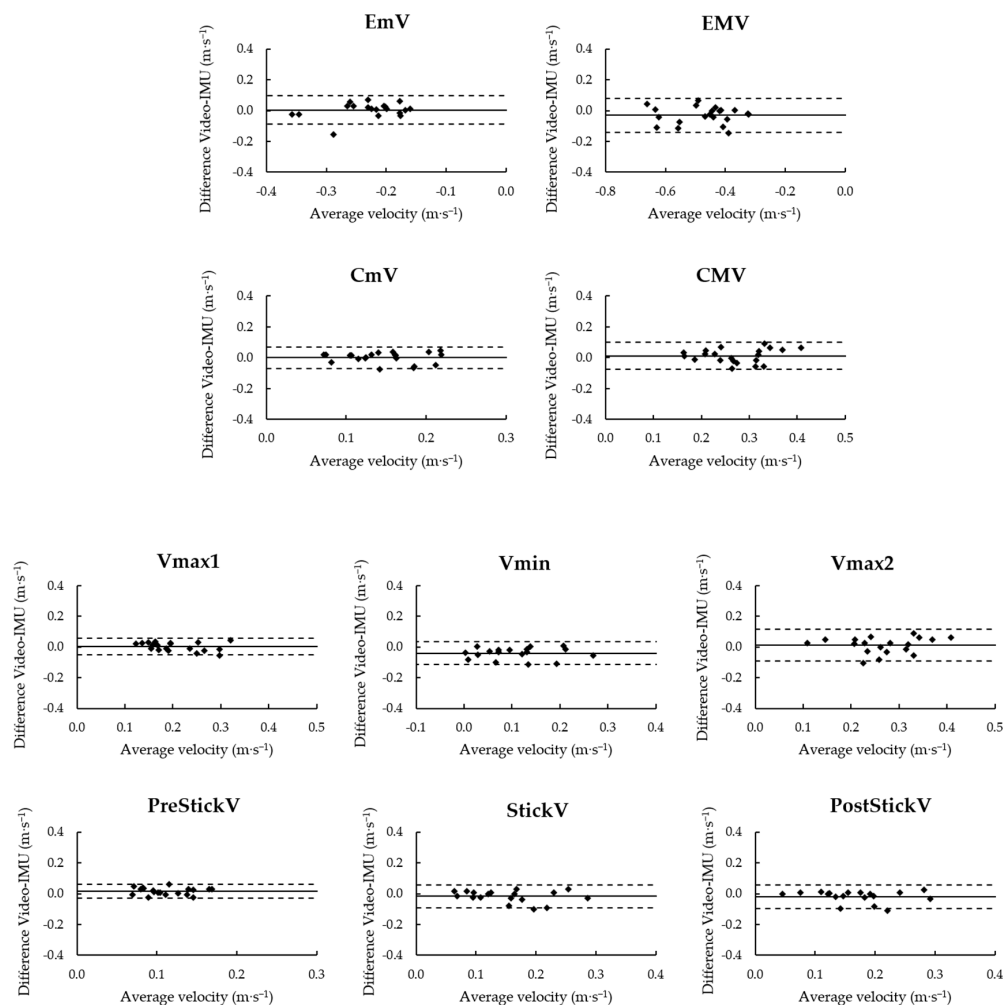 EmV
EMV
Difference Video-IMU (m·s⁻¹)
0.4
0.2
0.0
-0.2
-0.4
-0.4 -0.3 -0.2 -0.1 0.0
Average velocity (m·s⁻¹)
Difference Video-IMU (m·s⁻¹)
0.4
0.2
0.0
-0.2
-0.4
-0.8 -0.6 -0.4 -0.2 0.0
Average velocity (m·s⁻¹)
CmV
CMV
Difference Video-IMU (m·s⁻¹)
0.4
0.2
0.0
-0.2
-0.4
0.0 0.1 0.2 0.3
Average velocity (m·s⁻¹)
Difference Video-IMU (m·s⁻¹)
0.4
0.2
0.0
-0.2
-0.4
0.0 0.1 0.2 0.3 0.4 0.5
Average velocity (m·s⁻¹)
Vmax1
Vmin
Vmax2
Difference Video-IMU (m·s⁻¹)
0.4
0.2
0.0
-0.2
-0.4
0.0 0.1 0.2 0.3 0.4 0.5
Average velocity (m·s⁻¹)
Difference Video-IMU (m·s⁻¹)
0.4
0.2
0.0
-0.2
-0.4
-0.1 0.0 0.1 0.2 0.3 0.4
Average velocity (m·s⁻¹)
Difference Video-IMU (m·s⁻¹)
0.4
0.2
0.0
-0.2
-0.4
0.0 0.1 0.2 0.3 0.4 0.5
Average velocity (m·s⁻¹)
PreStickV
StickV
PostStickV
Difference Video-IMU (m·s⁻¹)
0.4
0.2
0.0
-0.2
-0.4
0.0 0.1 0.2 0.3
Average velocity (m·s⁻¹)
Difference Video-IMU (m·s⁻¹)
0.4
0.2
0.0
-0.2
-0.4
0.0 0.1 0.2 0.3 0.4
Average velocity (m·s⁻¹)
Difference Video-IMU (m·s⁻¹)
0.4
0.2
0.0
-0.2
-0.4
0.0 0.1 0.2 0.3 0.4
Average velocity (m·s⁻¹)